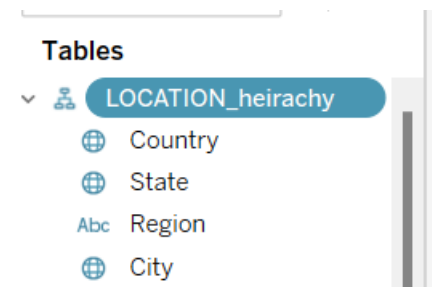 Tables
LOCATION_heirachy
Country
State
Abc Region
City